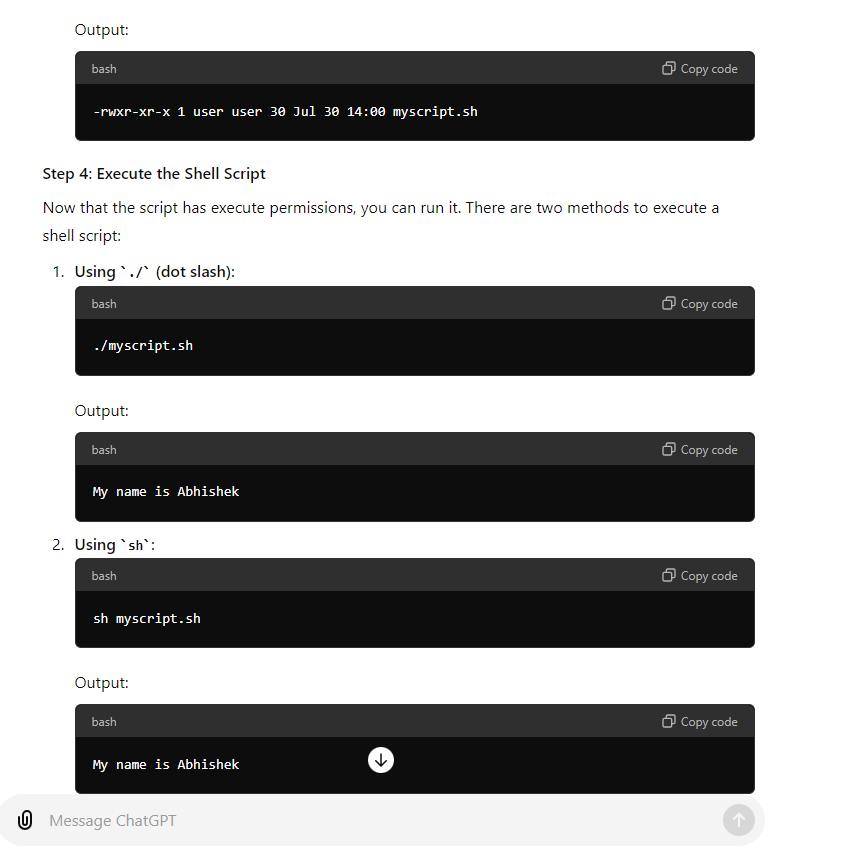 Output:
bash
Copy code
-rwxr-xr-x 1 user user 30 Jul 30 14:00 myscript.sh
Step 4: Execute the Shell Script
Now that the script has execute permissions, you can run it. There are two methods to execute a
shell script:
1. Using `./` (dot slash):
bash
Copy code
./myscript.sh
Output:
bash
Copy code
My name is Abhishek
2. Using `sh`:
bash
Copy code
sh myscript.sh
Output:
bash
Copy code
My name is Abhishek
Message ChatGPT